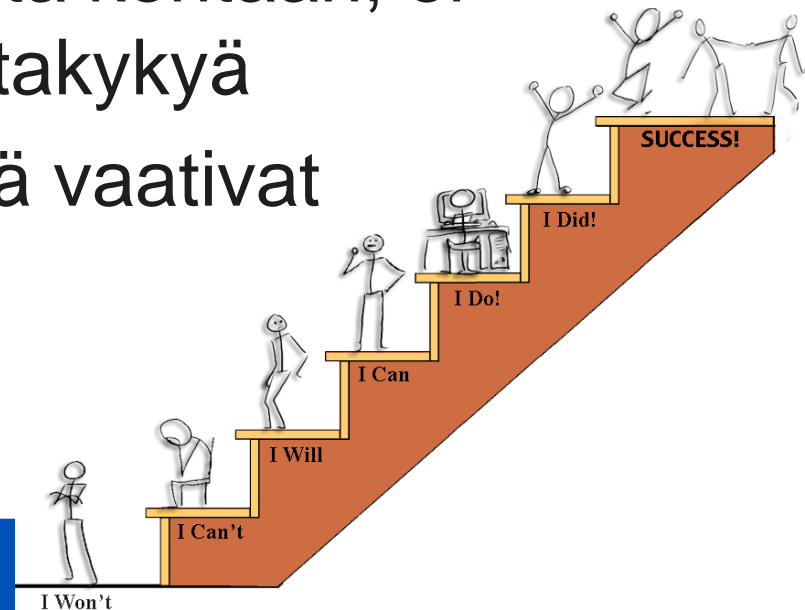 takykyä
ä vaativat
SUCCESS!
I Did!
I Do!
I Can
I Will
I Can't
I Won't